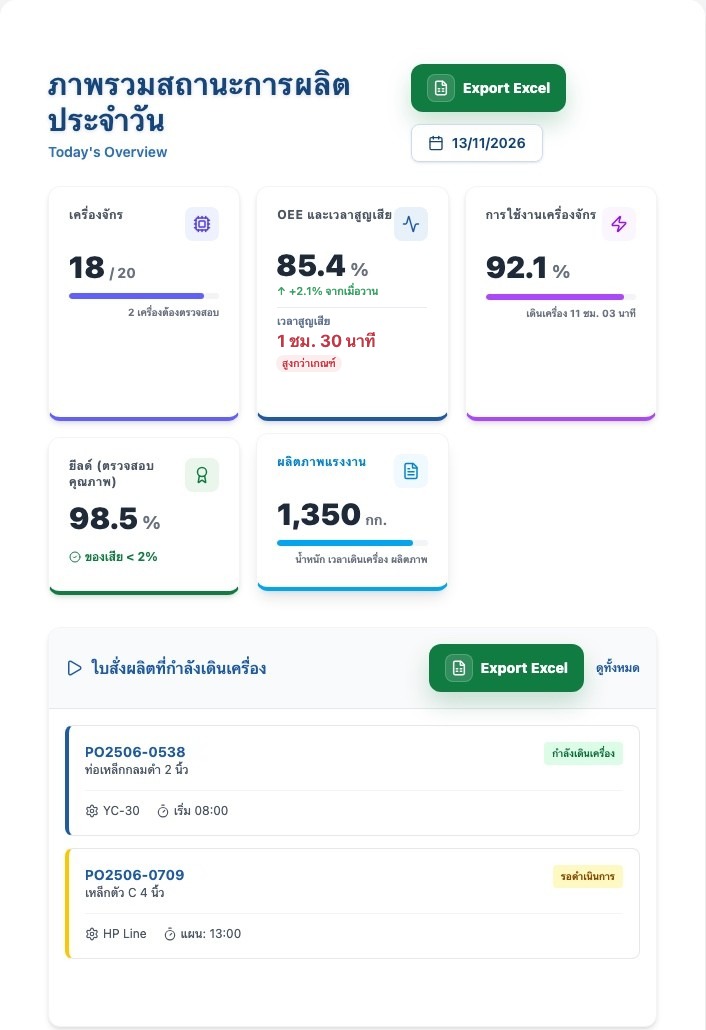 ภาพรวมสถานะการผลิต
ประจำวัน
Today's Overview
Export Excel
13/11/2026
เครื่องจักร
18 / 20
2 เครื่องต้องตรวจสอบ
OEE และเวลาสูญเสีย
85.4 %
↑ +2.1% จากเมื่อวาน
เวลาสูญเสีย
1 ชม. 30 นาที
สูงกว่าเกณฑ์
การใช้งานเครื่องจักร
92.1 %
เดินเครื่อง 11 ชม. 03 นาที
ยีลด์ (ตรวจสอบ
คุณภาพ)
98.5 %
ของเสีย < 2%
ผลิตภาพแรงงาน
1,350 กก.
น้ำหนัก เวลาเดินเครื่อง ผลิตภาพ
ใบสั่งผลิตที่กำลังเดินเครื่อง
Export Excel
ดูทั้งหมด
PO2506-0538
กำลังเดินเครื่อง
ท่อเหล็กกลมดำ 2 นิ้ว
YC-30 เริ่ม 08:00
PO2506-0709
รอดำเนินการ
เหล็กตัว C 4 นิ้ว
HP Line แผน: 13:00